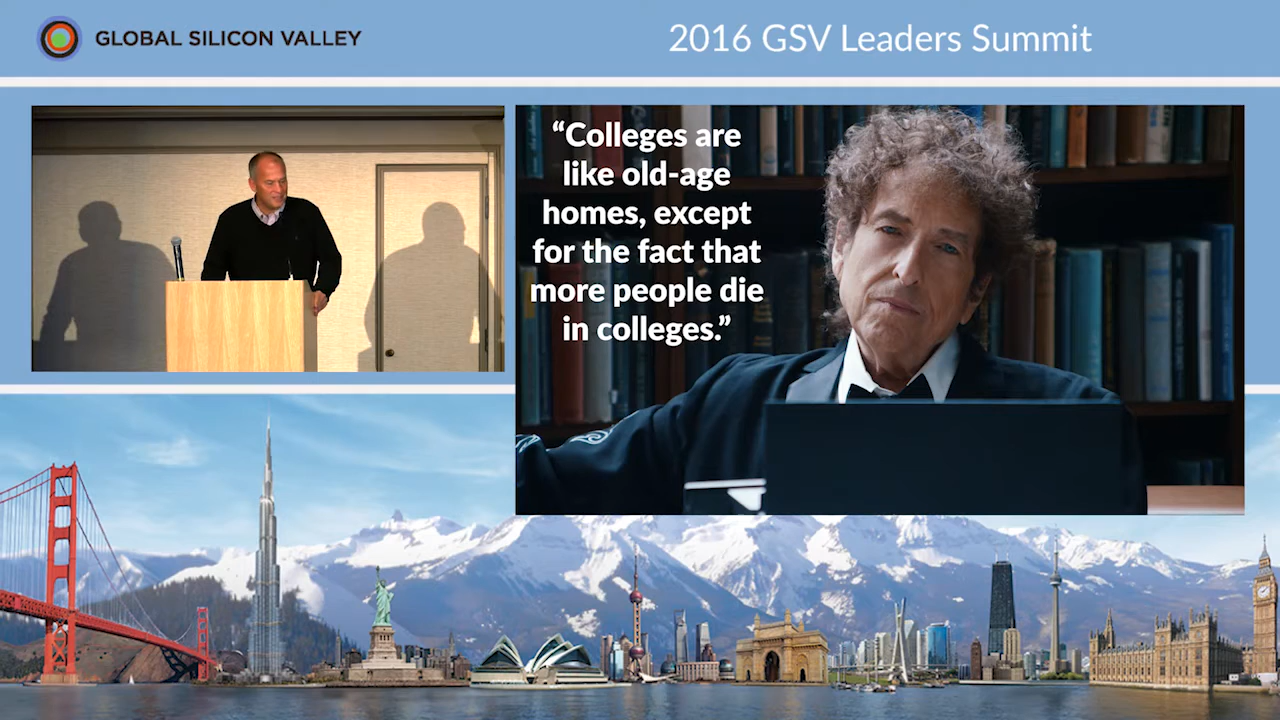 GLOBAL SILICON VALLEY
2016 GSV Leaders Summit
“Colleges are
like old-age
homes, except
for the fact that
more people die
in colleges.”